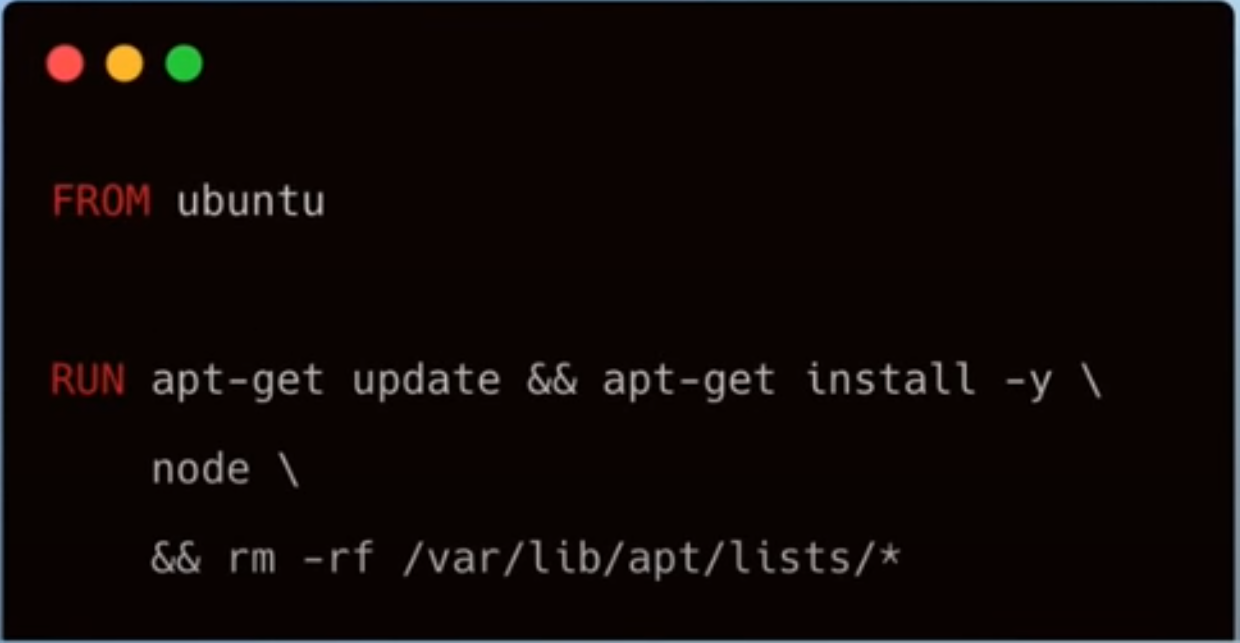 FROM ubuntu
RUN apt-get update && apt-get install -y \
node \
&& rm -rf /var/lib/apt/lists/*